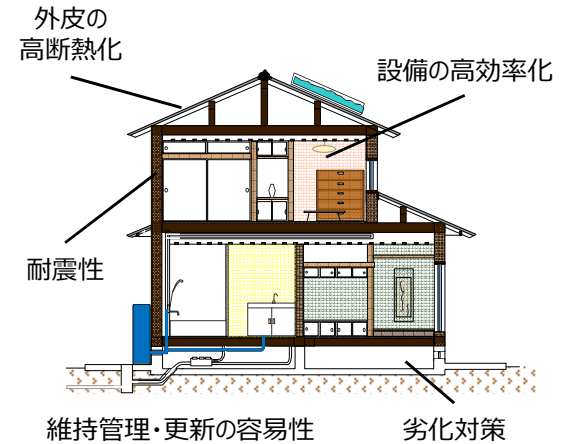 外皮の
高断熱化
設備の高効率化
耐震性
維持管理・更新の容易性
劣化対策